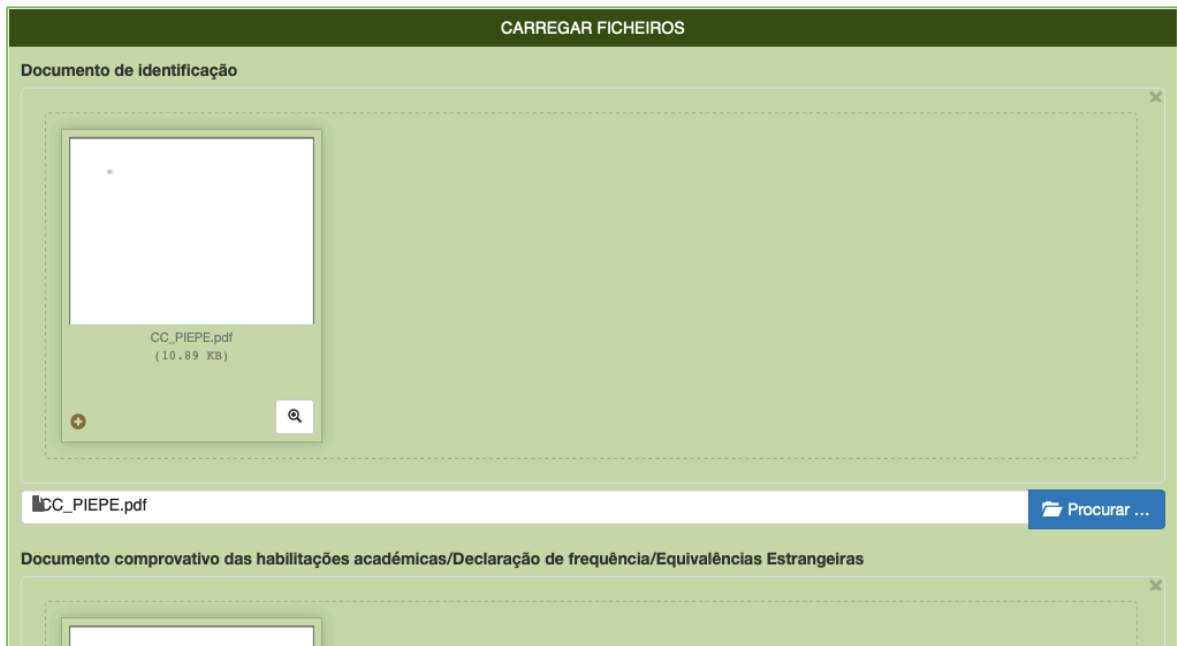 CARREGAR FICHEIROS
Documento de identificação
CC_PIEPE.pdf
(10.89 KB)
CC_PIEPE.pdf
Procurar ...
Documento comprovativo das habilitações académicas/Declaração de frequência/Equivalências Estrangeiras